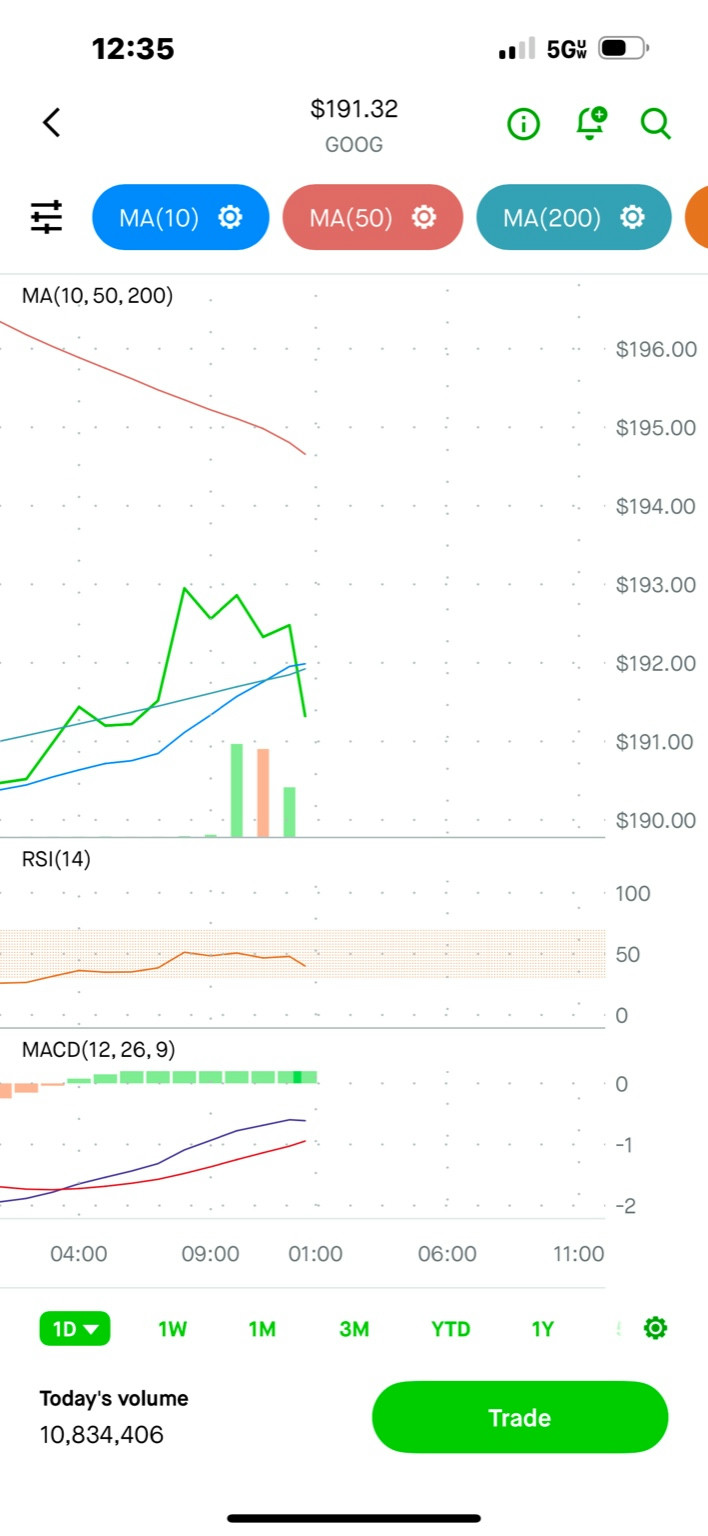 12:35 5GUW
$191.32
GOOG
MA(10) MA(50) MA(200)
MA(10, 50, 200)
$196.00
$195.00
$194.00
$193.00
$192.00
$191.00
$190.00
RSI(14)
100
50
0
MACD(12, 26, 9)
0
-1
-2
04:00 09:00 01:00 06:00 11:00
1D 1W 1M 3M YTD 1Y
Today's volume
10,834,406
Trade